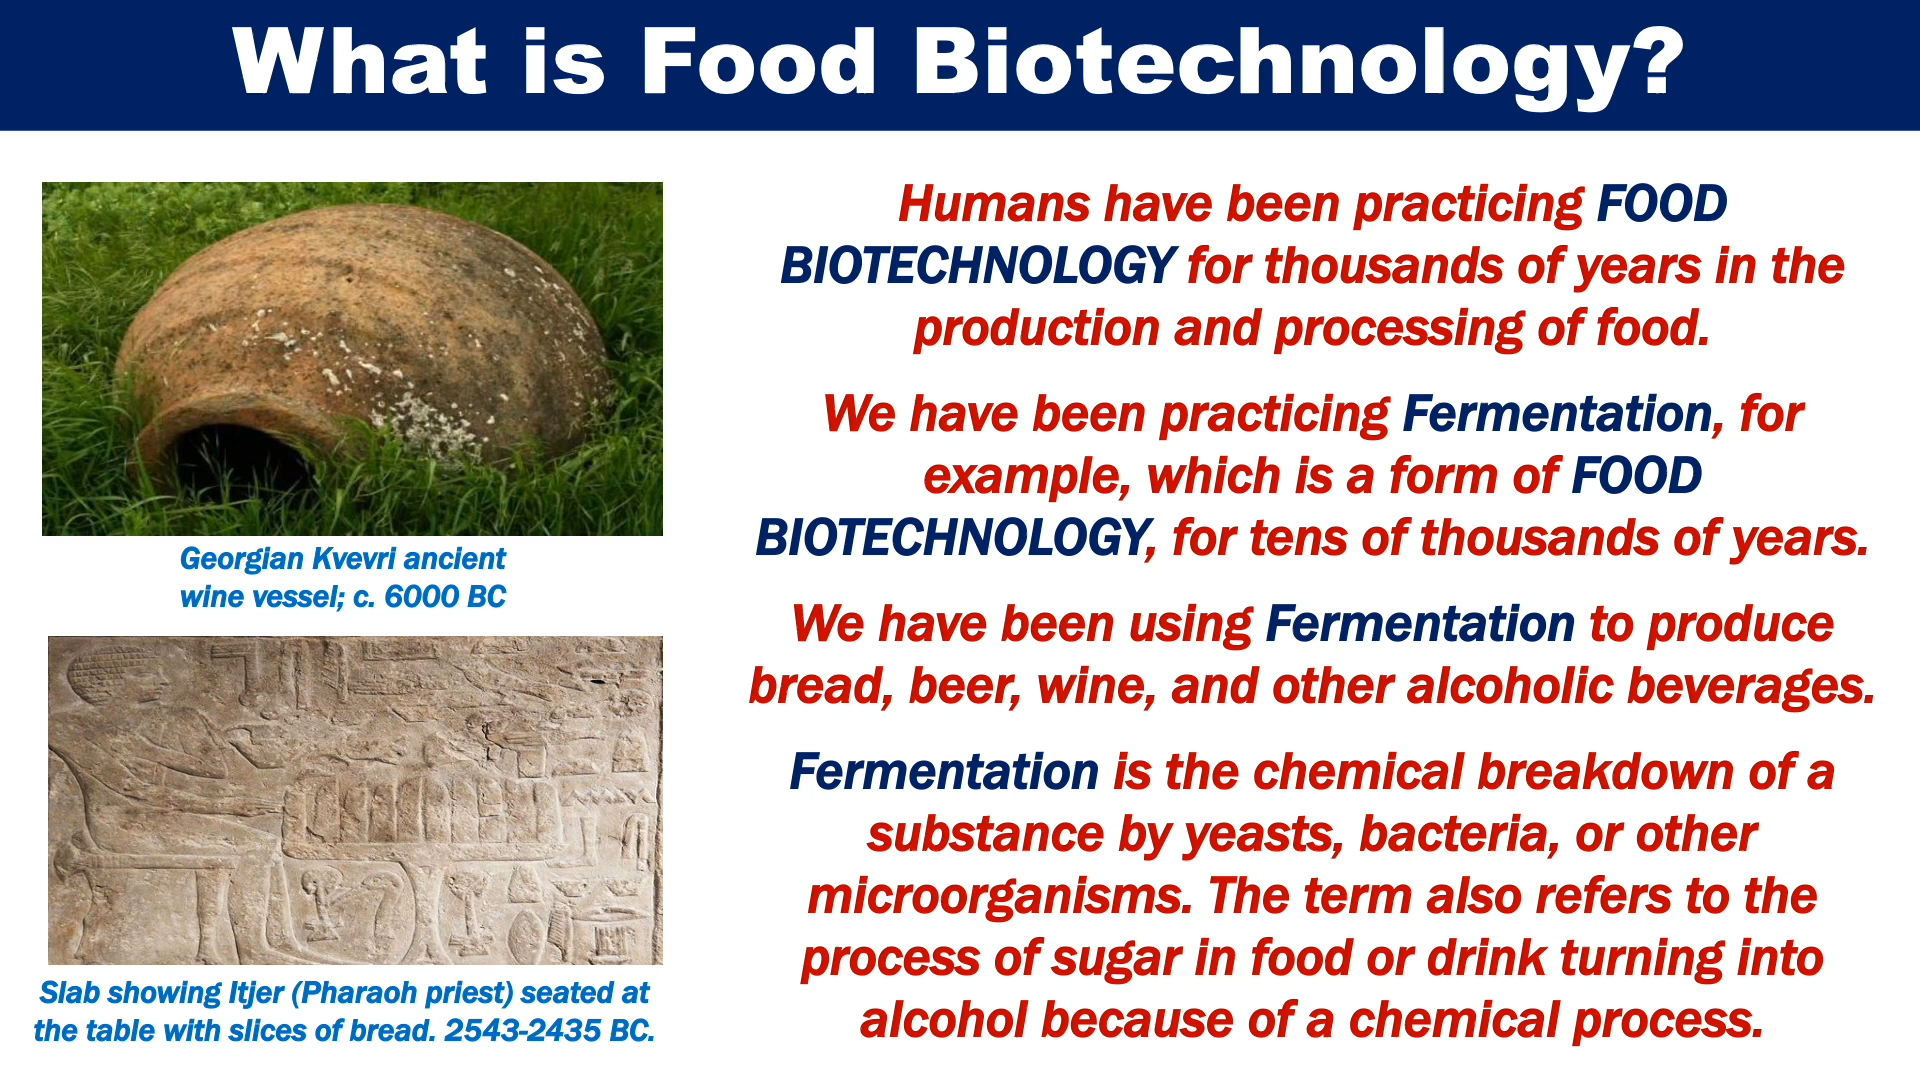 What is Food Biotechnology?
Georgian Kvevri ancient
wine vessel; c. 6000 BC
Slab showing Itjer (Pharaoh priest) seated at
the table with slices of bread. 2543-2435 BC.
Humans have been practicing FOOD
BIOTECHNOLOGY for thousands of years in the
production and processing of food.
We have been practicing Fermentation, for
example, which is a form of FOOD
BIOTECHNOLOGY, for tens of thousands of years.
We have been using Fermentation to produce
bread, beer, wine, and other alcoholic beverages.
Fermentation is the chemical breakdown of a
substance by yeasts, bacteria, or other
microorganisms. The term also refers to the
process of sugar in food or drink turning into
alcohol because of a chemical process.